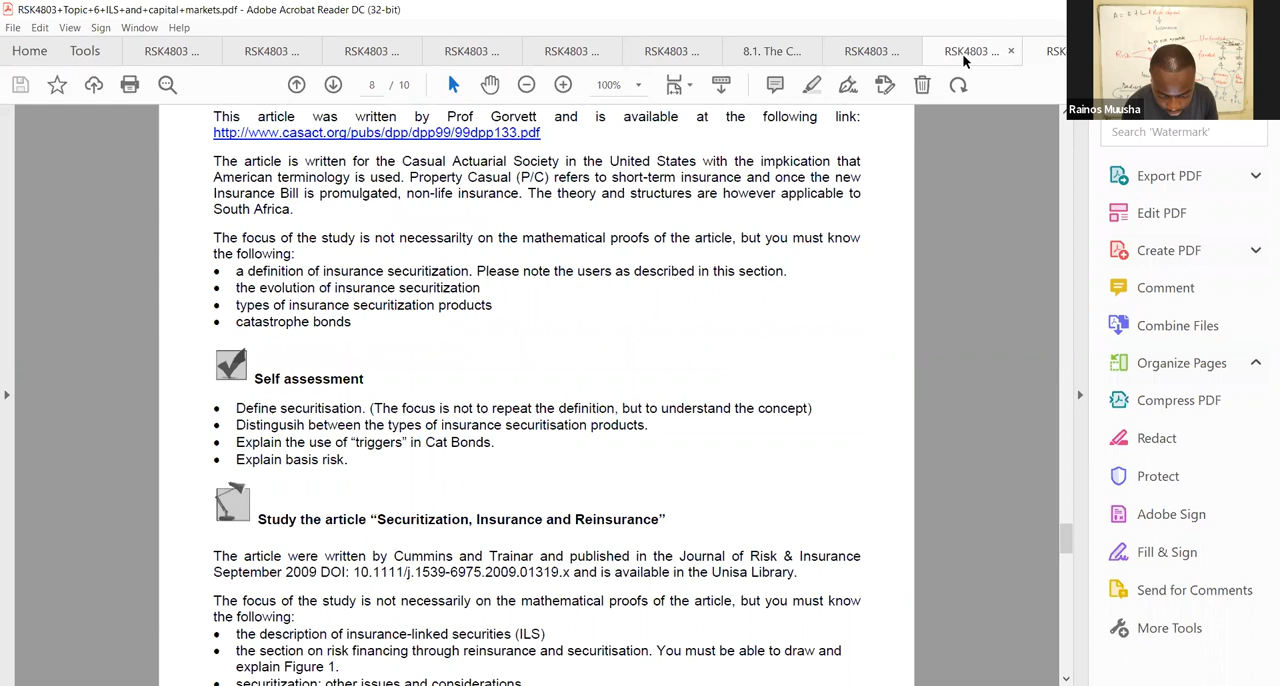 RSK4803+Topic+6+ILS+and+capital+markets.pdf - Adobe Acrobat Reader DC (32-bit)
File Edit View Sign Window Help
Home Tools RSK4803 ... RSK4803 ... RSK4803 ... RSK4803 ... RSK4803 ... RSK4803 ... 8.1. The C... RSK4803 ... RSK4803 ... × RSK
8 / 10 100%
Rainos Muusha
This article was written by Prof Gorvett and is available at the following link:
http://www.casact.org/pubs/dpp/dpp99/99dpp133.pdf
The article is written for the Casual Actuarial Society in the United States with the impkication that
American terminology is used. Property Casual (P/C) refers to short-term insurance and once the new
Insurance Bill is promulgated, non-life insurance. The theory and structures are however applicable to
South Africa.
The focus of the study is not necessarilty on the mathematical proofs of the article, but you must know
the following:
• a definition of insurance securitization. Please note the users as described in this section.
• the evolution of insurance securitization
• types of insurance securitization products
• catastrophe bonds
Self assessment
• Define securitisation. (The focus is not to repeat the definition, but to understand the concept)
• Distingusih between the types of insurance securitisation products.
• Explain the use of “triggers” in Cat Bonds.
• Explain basis risk.
Study the article “Securitization, Insurance and Reinsurance”
The article were written by Cummins and Trainar and published in the Journal of Risk & Insurance
September 2009 DOI: 10.1111/j.1539-6975.2009.01319.x and is available in the Unisa Library.
The focus of the study is not necessarily on the mathematical proofs of the article, but you must know
the following:
• the description of insurance-linked securities (ILS)
• the section on risk financing through reinsurance and securitisation. You must be able to draw and
explain Figure 1.
• securitization: other issues and considerations
Search 'Watermark'
Export PDF
Edit PDF
Create PDF
Comment
Combine Files
Organize Pages
Compress PDF
Redact
Protect
Adobe Sign
Fill & Sign
Send for Comments
More Tools